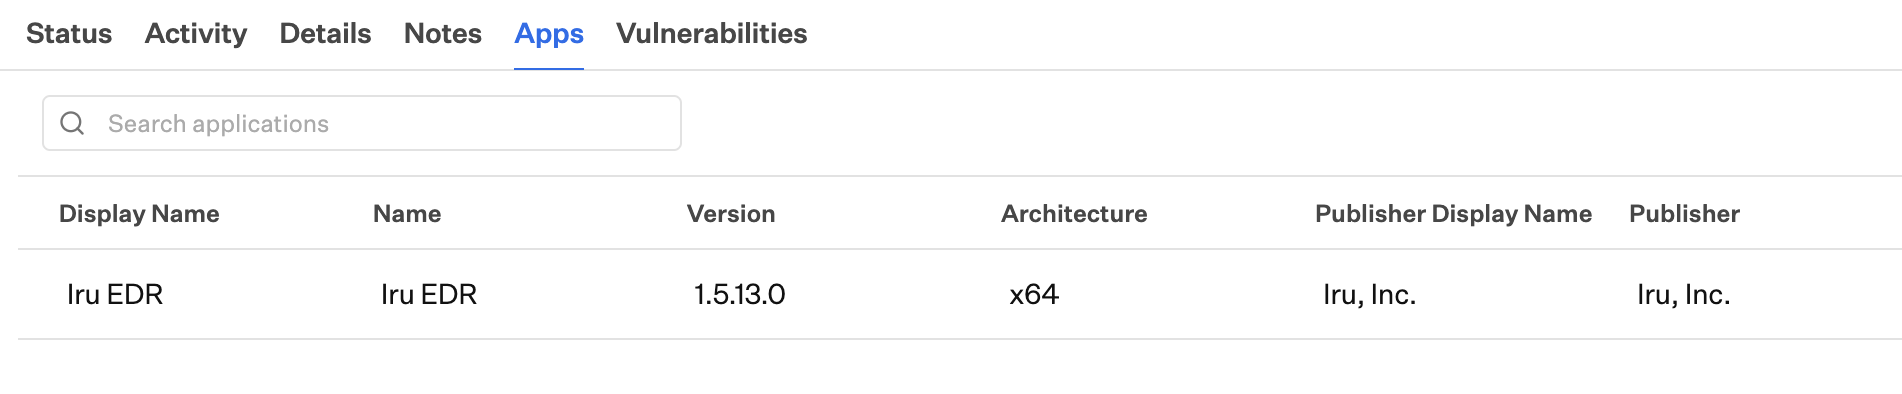 Status Activity Details Notes Apps Vulnerabilities
Search applications
Display Name Name Version Architecture Publisher Display Name Publisher
Iru EDR Iru EDR 1.5.13.0 x64 Iru, Inc. Iru, Inc.